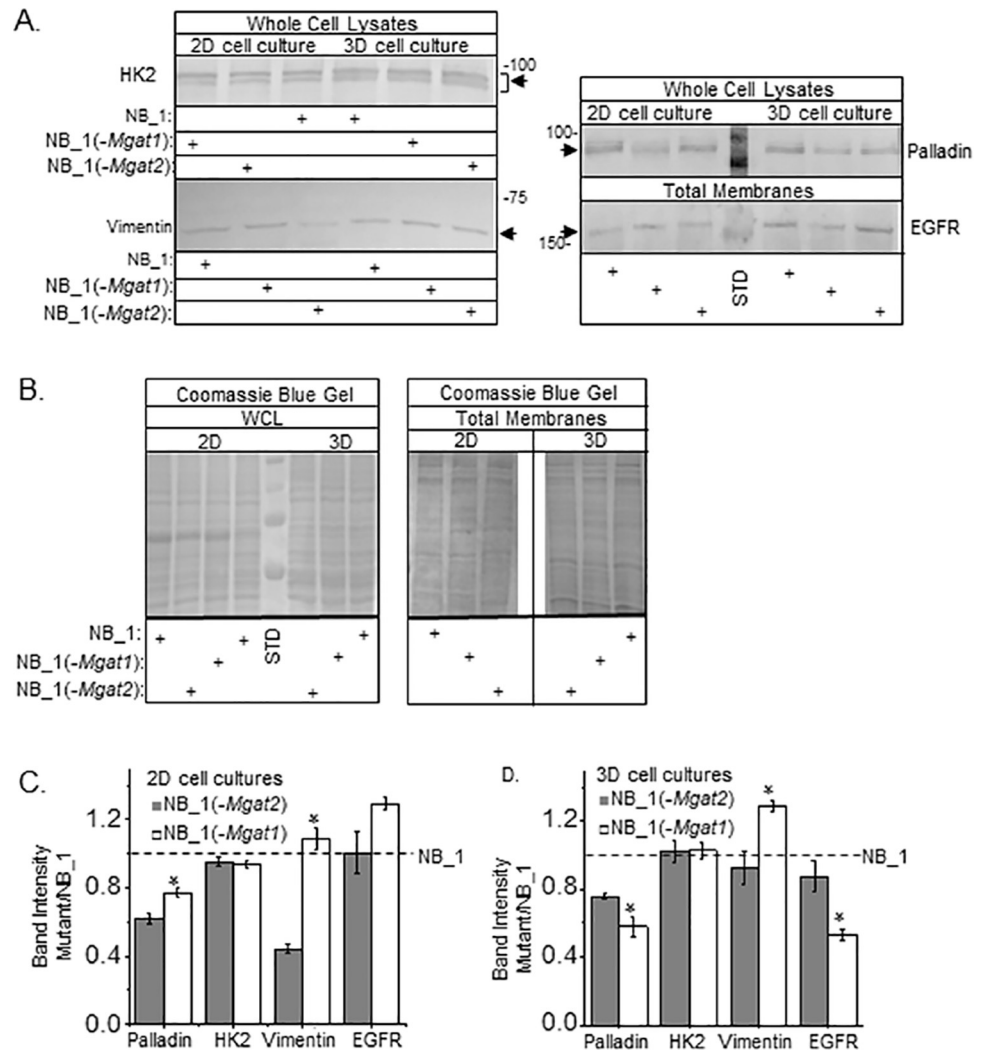 A.
Whole Cell Lysates
2D cell culture 3D cell culture
HK2
-100
NB_1: + +
NB_1(-Mgat1): + +
NB_1(-Mgat2): + +
Vimentin
-75
NB_1: + +
NB_1(-Mgat1): + +
NB_1(-Mgat2): + +
Whole Cell Lysates
2D cell culture 3D cell culture
100-
Palladin
Total Membranes
150-
EGFR
+ +
+ +
+ +
STD
B.
Coomassie Blue Gel
WCL
2D 3D
Coomassie Blue Gel
Total Membranes
2D 3D
NB_1: + + + + +
NB_1(-Mgat1): + + + +
NB_1(-Mgat2): + + + +
STD
C.
2D cell cultures
NB_1(-Mgat2)
NB_1(-Mgat1)
1.2
0.8
0.4
0.0
Band Intensity
Mutant/NB_1
* *
NB_1
Palladin HK2 Vimentin EGFR
D.
3D cell cultures
NB_1(-Mgat2)
NB_1(-Mgat1)
1.2
0.8
0.4
0.0
Band Intensity
Mutant/NB_1
* * *
NB_1
Palladin HK2 Vimentin EGFR